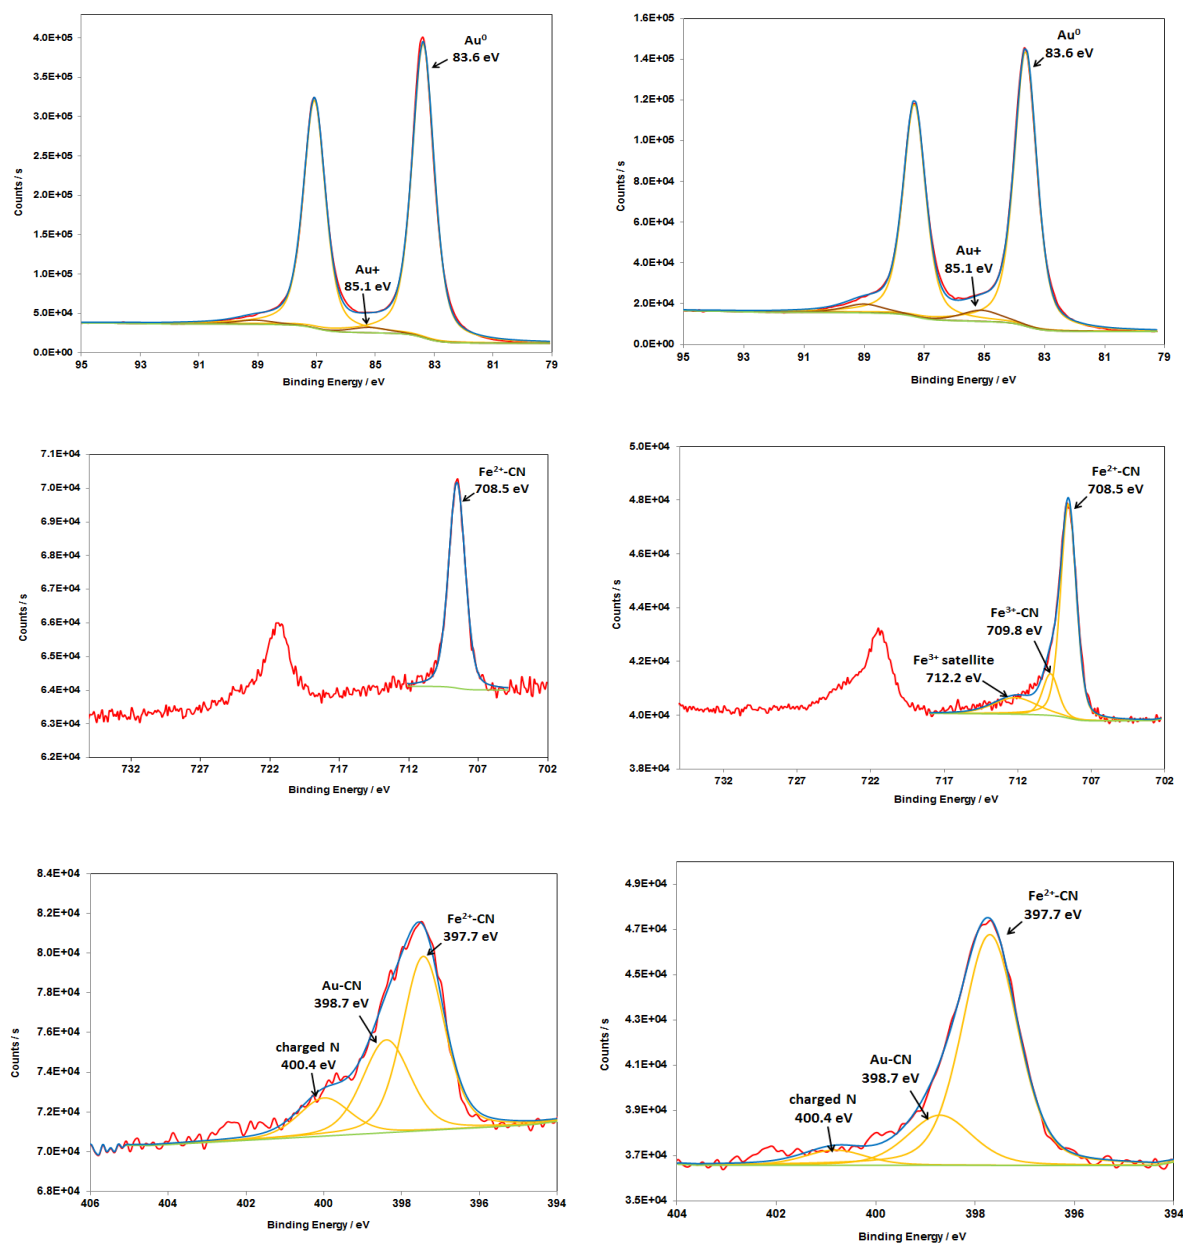 Au⁰
83.6 eV
Au+
85.1 eV
4.0E+05
3.5E+05
3.0E+05
2.5E+05
2.0E+05
1.5E+05
1.0E+05
5.0E+04
0.0E+00
Counts / s
95 91 89 87 85 83 81 79
Binding Energy / eV
Au⁰
83.6 eV
Au+
85.1 eV
1.6E+05
1.4E+05
1.2E+05
1.0E+05
8.0E+04
6.0E+04
4.0E+04
2.0E+04
0.0E+00
Counts / s
95 93 91 89 87 85 83 81 79
Binding Energy / eV
Fe²⁺-CN
708.5 eV
7.1E+04
7.0E+04
6.9E+04
6.8E+04
6.7E+04
6.6E+04
6.5E+04
6.4E+04
6.3E+04
6.2E+04
Counts / s
732 727 722 717 712 707 702
Binding Energy / eV
Fe²⁺-CN
708.5 eV
Fe³⁺-CN
709.8 eV
Fe³⁺ satellite
712.2 eV
5.0E+04
4.8E+04
4.6E+04
4.4E+04
4.2E+04
4.0E+04
3.8E+04
Counts / s
732 727 722 717 712 707 702
Binding Energy / eV
Fe²⁺-CN
397.7 eV
Au-CN
398.7 eV
charged N
400.4 eV
8.4E+04
8.2E+04
8.0E+04
7.8E+04
7.6E+04
7.4E+04
7.2E+04
7.0E+04
6.8E+04
Counts / s
406 404 402 400 398 396 394
Binding Energy / eV
Fe²⁺-CN
397.7 eV
Au-CN
398.7 eV
charged N
400.4 eV
4.9E+04
4.7E+04
4.5E+04
4.3E+04
4.1E+04
3.9E+04
3.7E+04
3.5E+04
Counts / s
404 402 400 398 396 394
Binding Energy / eV